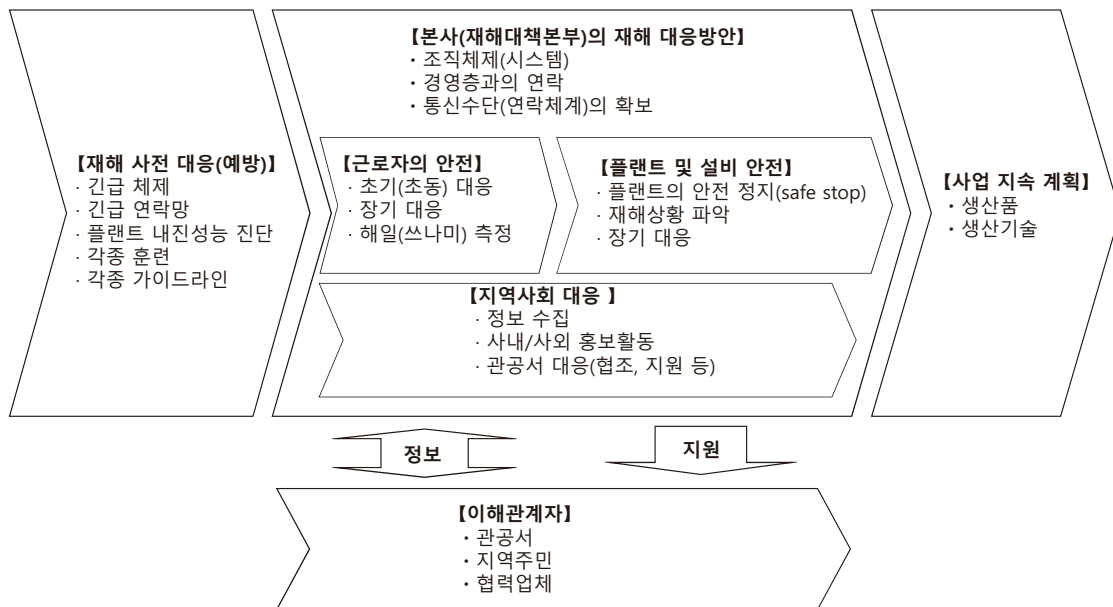 【재해 사전 대응(예방)】
· 긴급 체제
· 긴급 연락망
· 플랜트 내진성능 진단
· 각종 훈련
· 각종 가이드라인
【본사(재해대책본부)의 재해 대응방안】
・조직체제(시스템)
・경영층과의 연락
・통신수단(연락체계)의 확보
【근로자의 안전】
· 초기(초동) 대응
· 장기 대응
· 해일(쓰나미) 측정
【플랜트 및 설비 안전】
· 플랜트의 안전 정지(safe stop)
· 재해상황 파악
· 장기 대응
【지역사회 대응 】
· 정보 수집
· 사내/사외 홍보활동
· 관공서 대응(협조, 지원 등)
【사업 지속 계획】
・생산품
・생산기술
정보
지원
【이해관계자】
・관공서
・지역주민
・협력업체